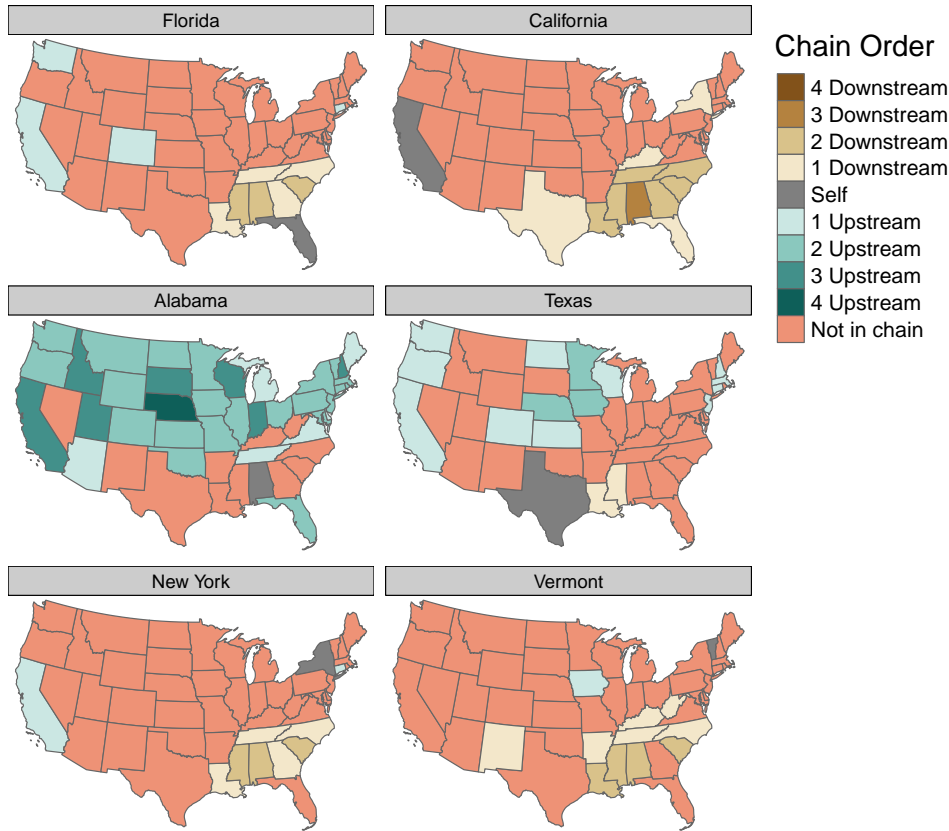 Florida
California
Chain Order
4 Downstream
3 Downstream
2 Downstream
1 Downstream
Self
1 Upstream
2 Upstream
3 Upstream
4 Upstream
Not in chain
Alabama
Texas
New York
Vermont